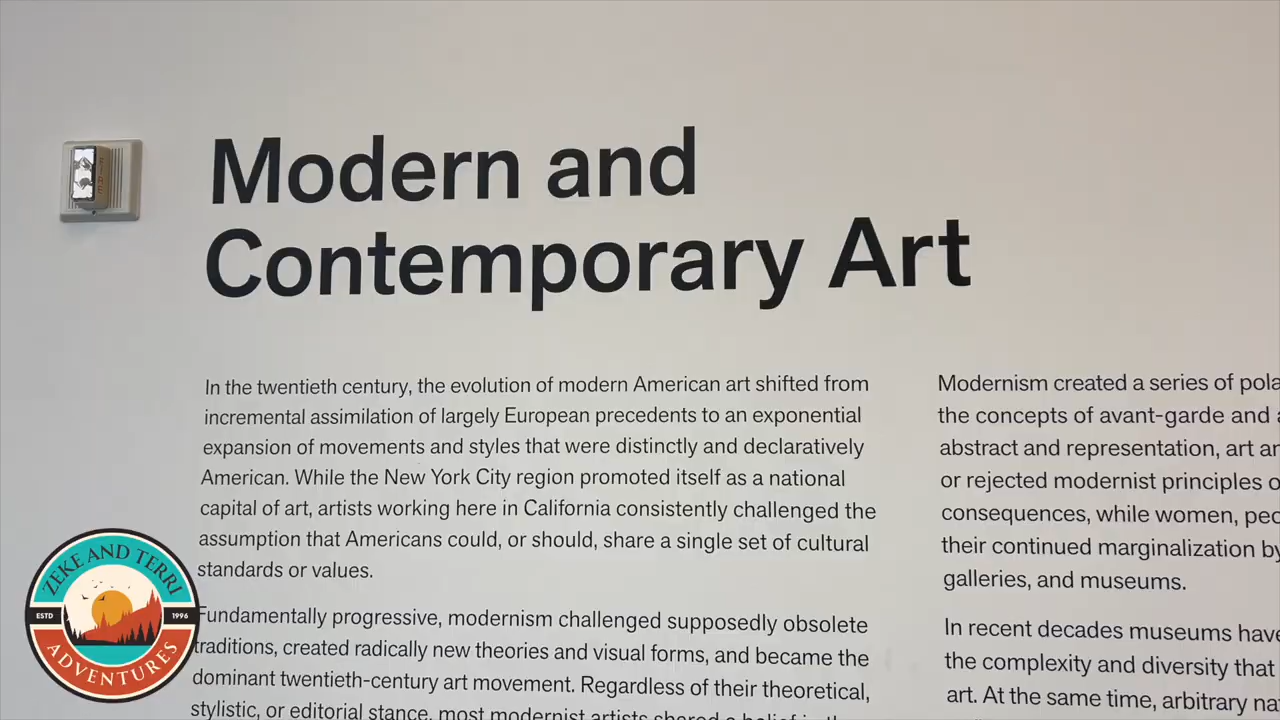 Modern and
Contemporary Art
In the twentieth century, the evolution of modern American art shifted from
incremental assimilation of largely European precedents to an exponential
expansion of movements and styles that were distinctly and declaratively
American. While the New York City region promoted itself as a national
capital of art, artists working here in California consistently challenged the
assumption that Americans could, or should, share a single set of cultural
standards or values.
Fundamentally progressive, modernism challenged supposedly obsolete
traditions, created radically new theories and visual forms, and became the
dominant twentieth-century art movement. Regardless of their theoretical,
stylistic, or editorial stance, most modernist artists shared a belief in the
Modernism created a series of
the concepts of avant-garde and
abstract and representation, art
or rejected modernist principles
consequences, while women,
their continued marginalization by
galleries, and museums.
In recent decades museums have
the complexity and diversity that
art. At the same time, arbitrary
ZEKE AND TERRI
ESTD
1996
ADVENTURES